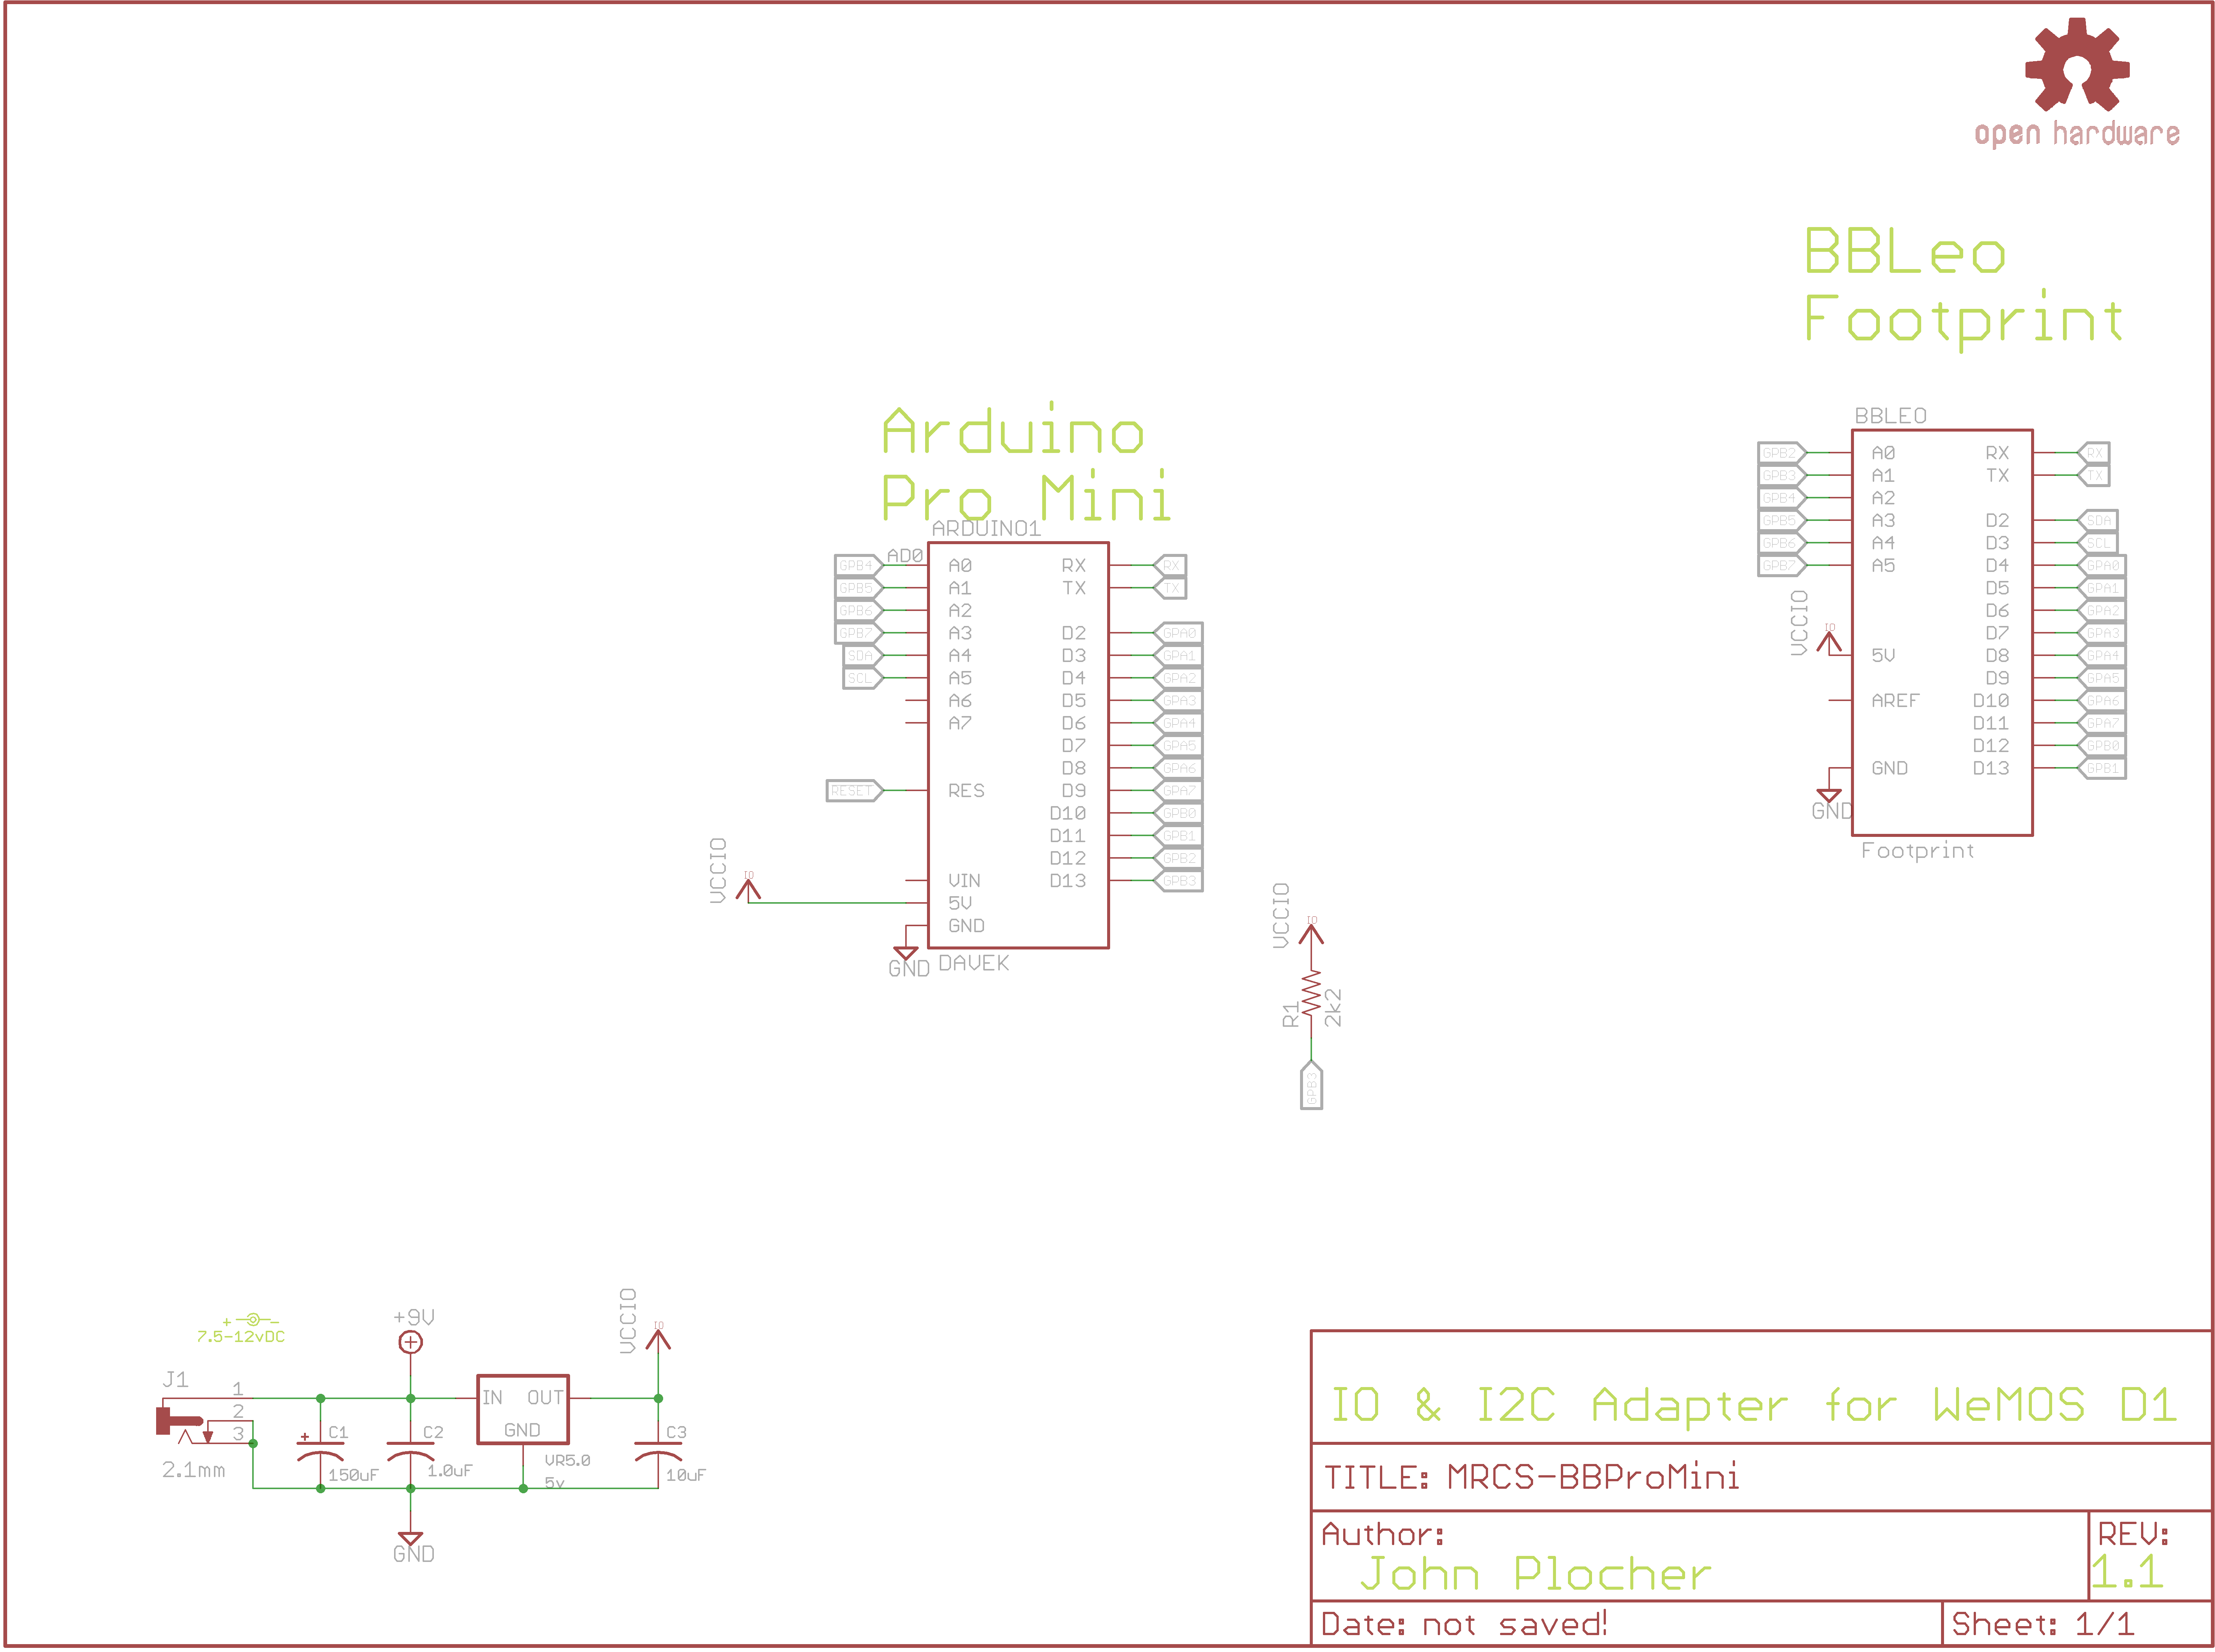 open hardware
BBLeo
Footprint
Arduino
Pro Mini
ARDUINO1
AD0
GPB4
GPB5
GPB6
GPB7
SDA
SCL
RESET
A0
A1
A2
A3
A4
A5
A6
A7
RES
VIN
5V
GND
RX
TX
D2
D3
D4
D5
D6
D7
D8
D9
D10
D11
D12
D13
RX
TX
GPA0
GPA1
GPA2
GPA3
GPA4
GPA5
GPA6
GPA7
GPB0
GPB1
GPB2
GPB3
VCCIO
IO
GND
DAVEK
BBLEO
GPB2
GPB3
GPB4
GPB5
GPB6
GPB7
A0
A1
A2
A3
A4
A5
5V
AREF
GND
RX
TX
D2
D3
D4
D5
D6
D7
D8
D9
D10
D11
D12
D13
RX
TX
SDA
SCL
GPA0
GPA1
GPA2
GPA3
GPA4
GPA5
GPA6
GPA7
GPB0
GPB1
VCCIO
IO
GND
Footprint
VCCIO
IO
R1
2k2
GPB3
+ -
7.5-12vDC
J1
1
2
3
2.1mm
+9V
+
C1
150uF
C2
1.0uF
IN OUT
GND
VR5.0
5v
VCCIO
IO
C3
10uF
GND
IO & I2C Adapter for WeMOS D1
TITLE: MRCS-BBProMini
Author:
John Plocher
REV:
1.1
Date: not saved!
Sheet: 1/1